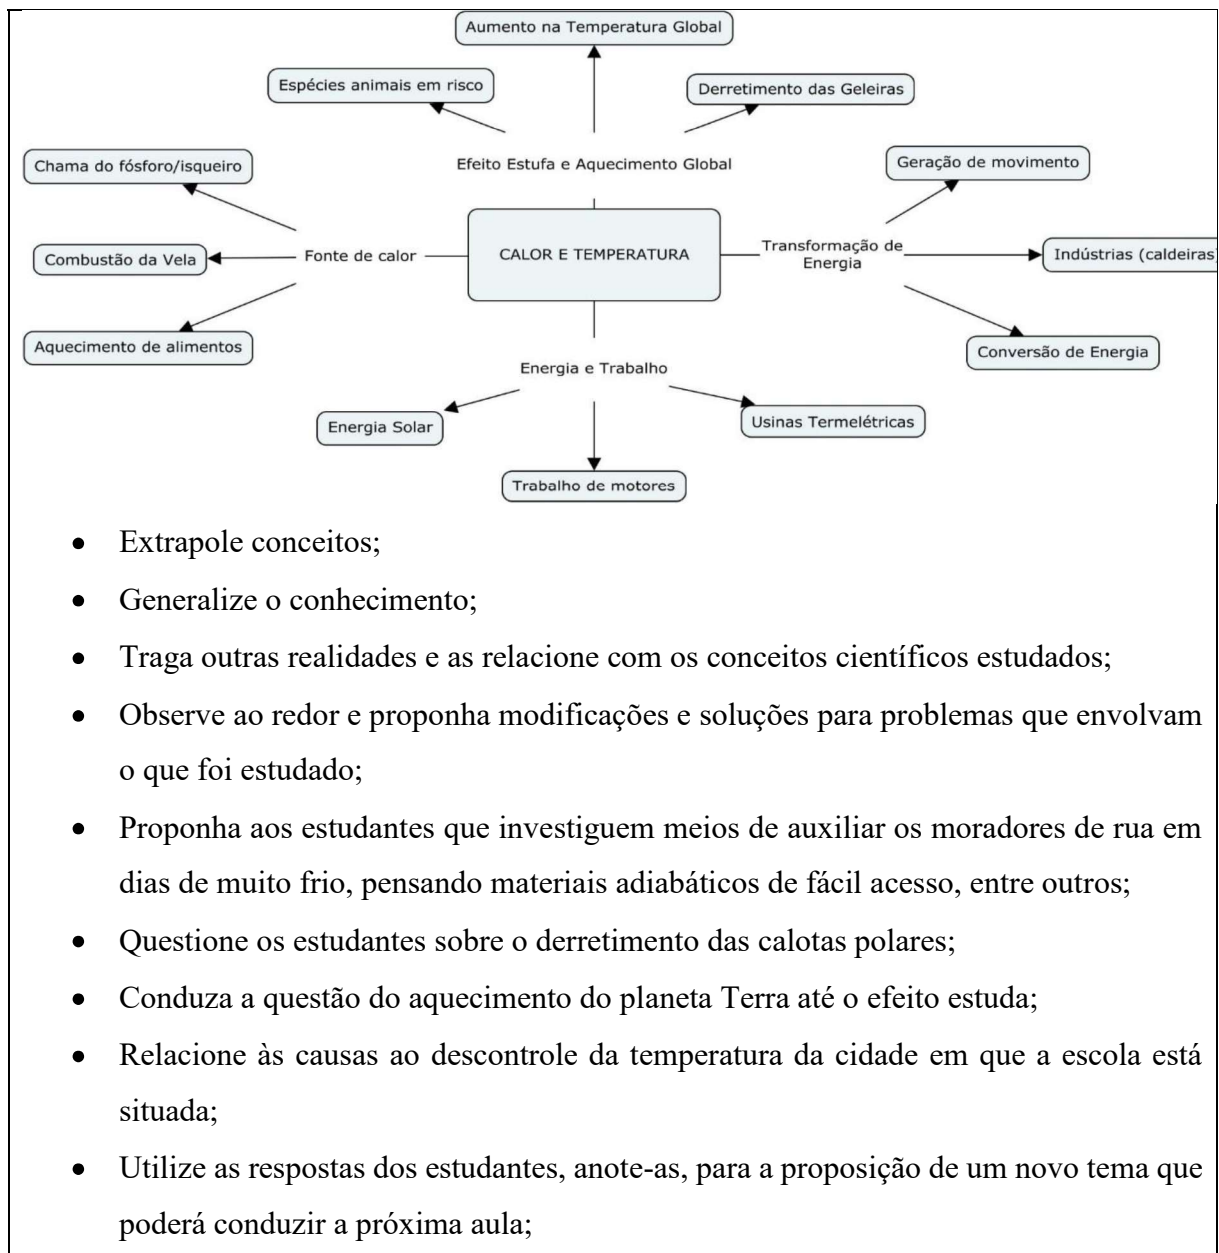 Aumento na Temperatura Global
Espécies animais em risco
Derretimento das Geleiras
Chama do fósforo/isqueiro
Efeito Estufa e Aquecimento Global
Geração de movimento
Combustão da Vela
Fonte de calor
CALOR E TEMPERATURA
Transformação de
Energia
Indústrias (caldeiras)
Aquecimento de alimentos
Energia e Trabalho
Conversão de Energia
Energia Solar
Usinas Termelétricas
Trabalho de motores
• Extrapole conceitos;
• Generalize o conhecimento;
• Traga outras realidades e as relacione com os conceitos científicos estudados;
• Observe ao redor e proponha modificações e soluções para problemas que envolvam
o que foi estudado;
• Proponha aos estudantes que investiguem meios de auxiliar os moradores de rua em
dias de muito frio, pensando materiais adiabáticos de fácil acesso, entre outros;
• Questione os estudantes sobre o derretimento das calotas polares;
• Conduza a questão do aquecimento do planeta Terra até o efeito estuda;
• Relacione às causas ao descontrole da temperatura da cidade em que a escola está
situada;
• Utilize as respostas dos estudantes, anote-as, para a proposição de um novo tema que
poderá conduzir a próxima aula;